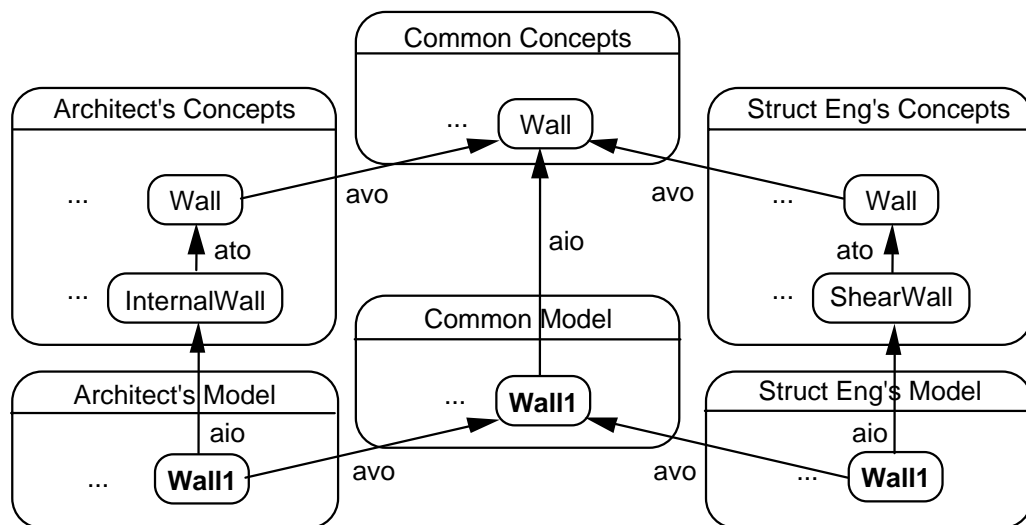 Common Concepts
... Wall
Architect's Concepts
... Wall
ato
... InternalWall
avo
aio
avo
Struct Eng's Concepts
... Wall
ato
... ShearWall
Common Model
... Wall1
Architect's Model
aio
... Wall1
avo
avo
Struct Eng's Model
aio
... Wall1